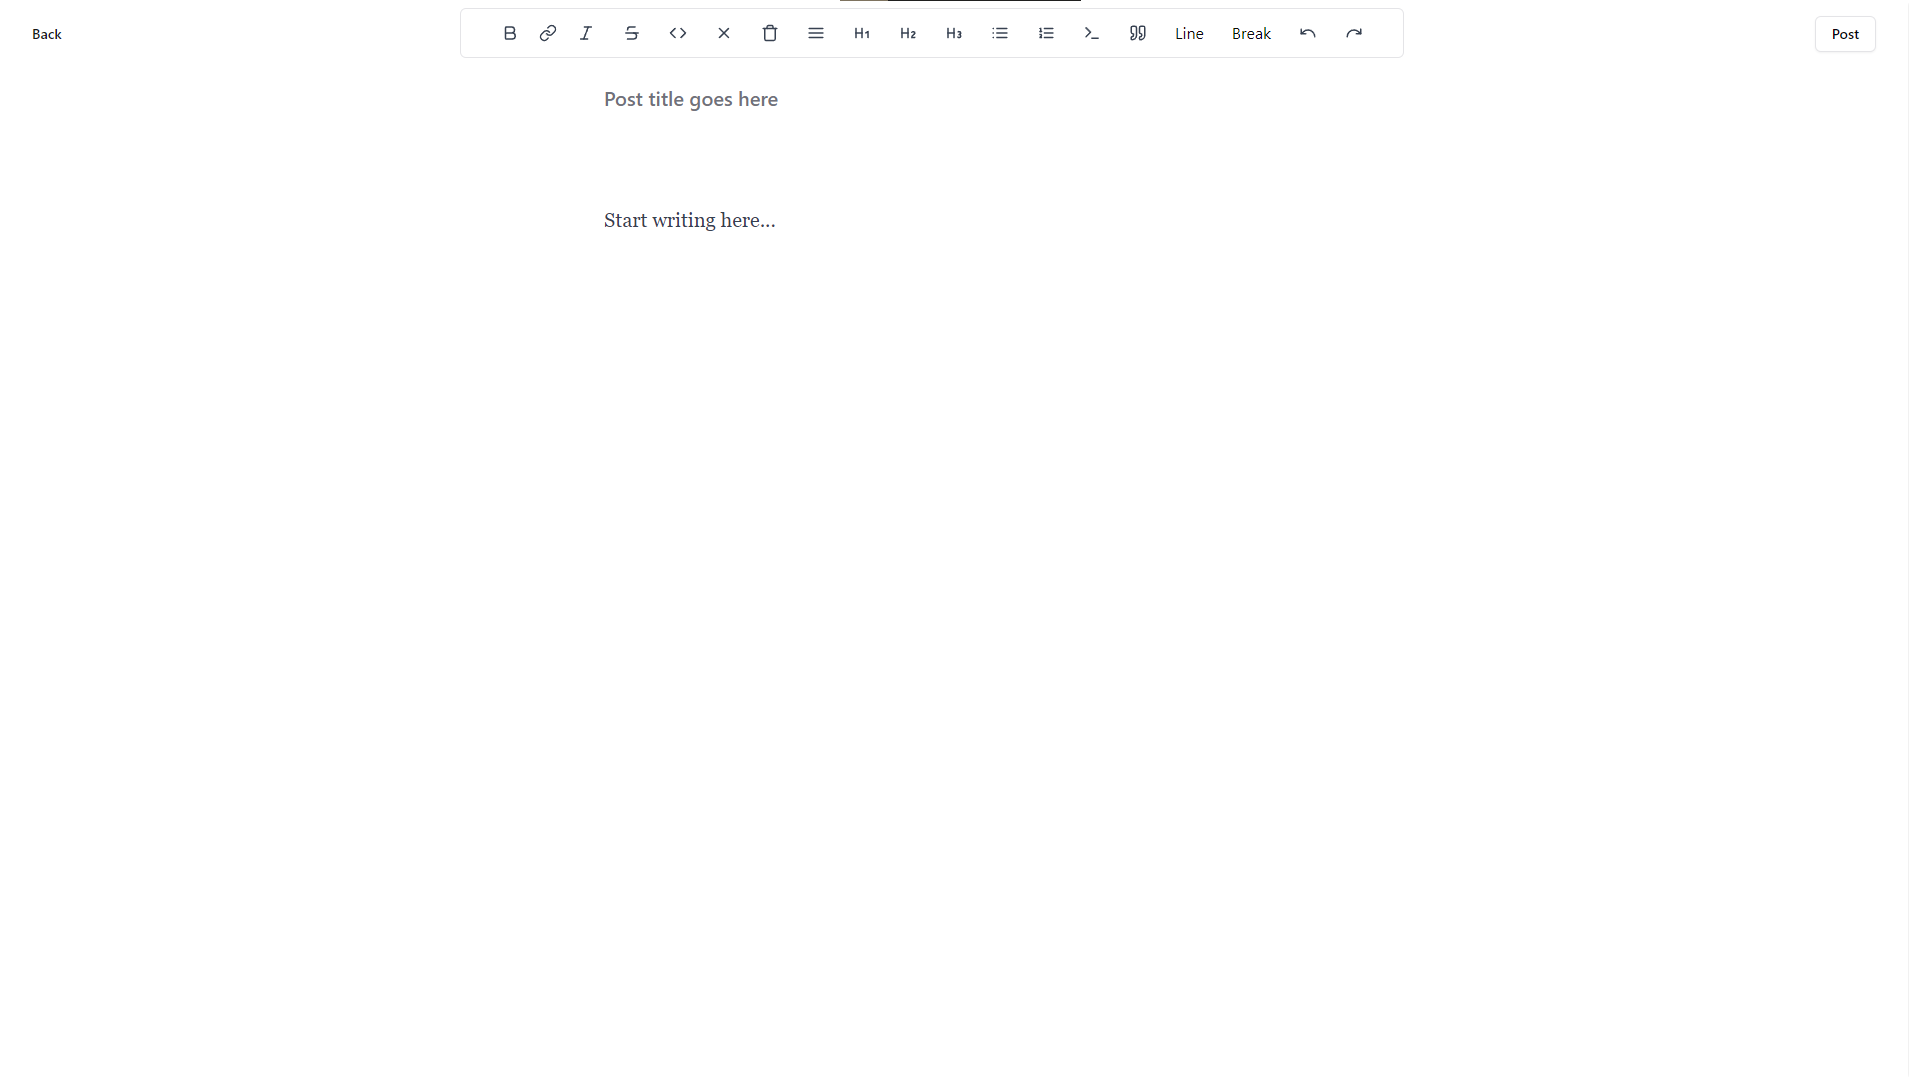 Back
B I S H1 H2 H3 Line Break
Post
Post title goes here
Start writing here...